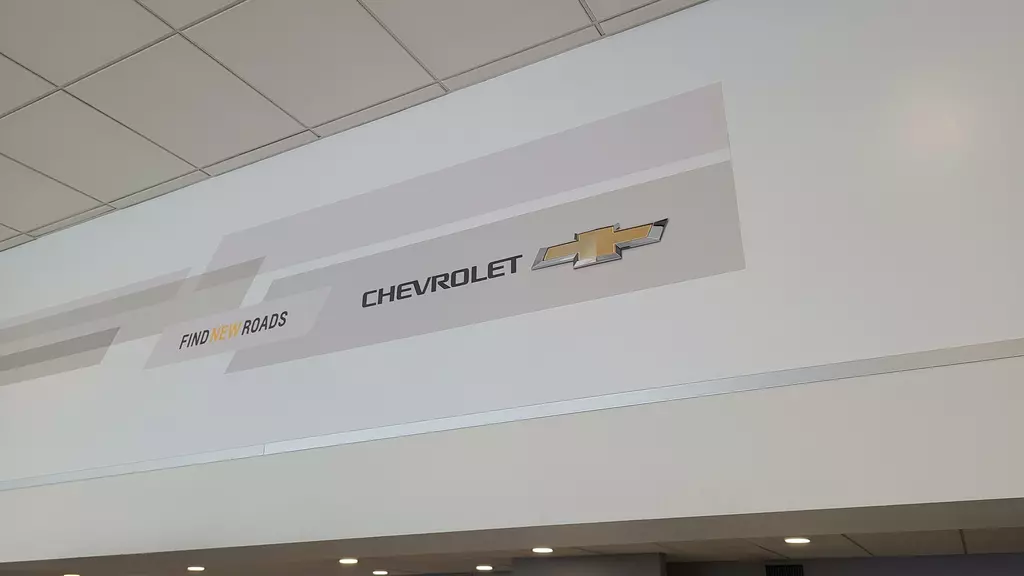 FIND NEW ROADS
CHEVROLET